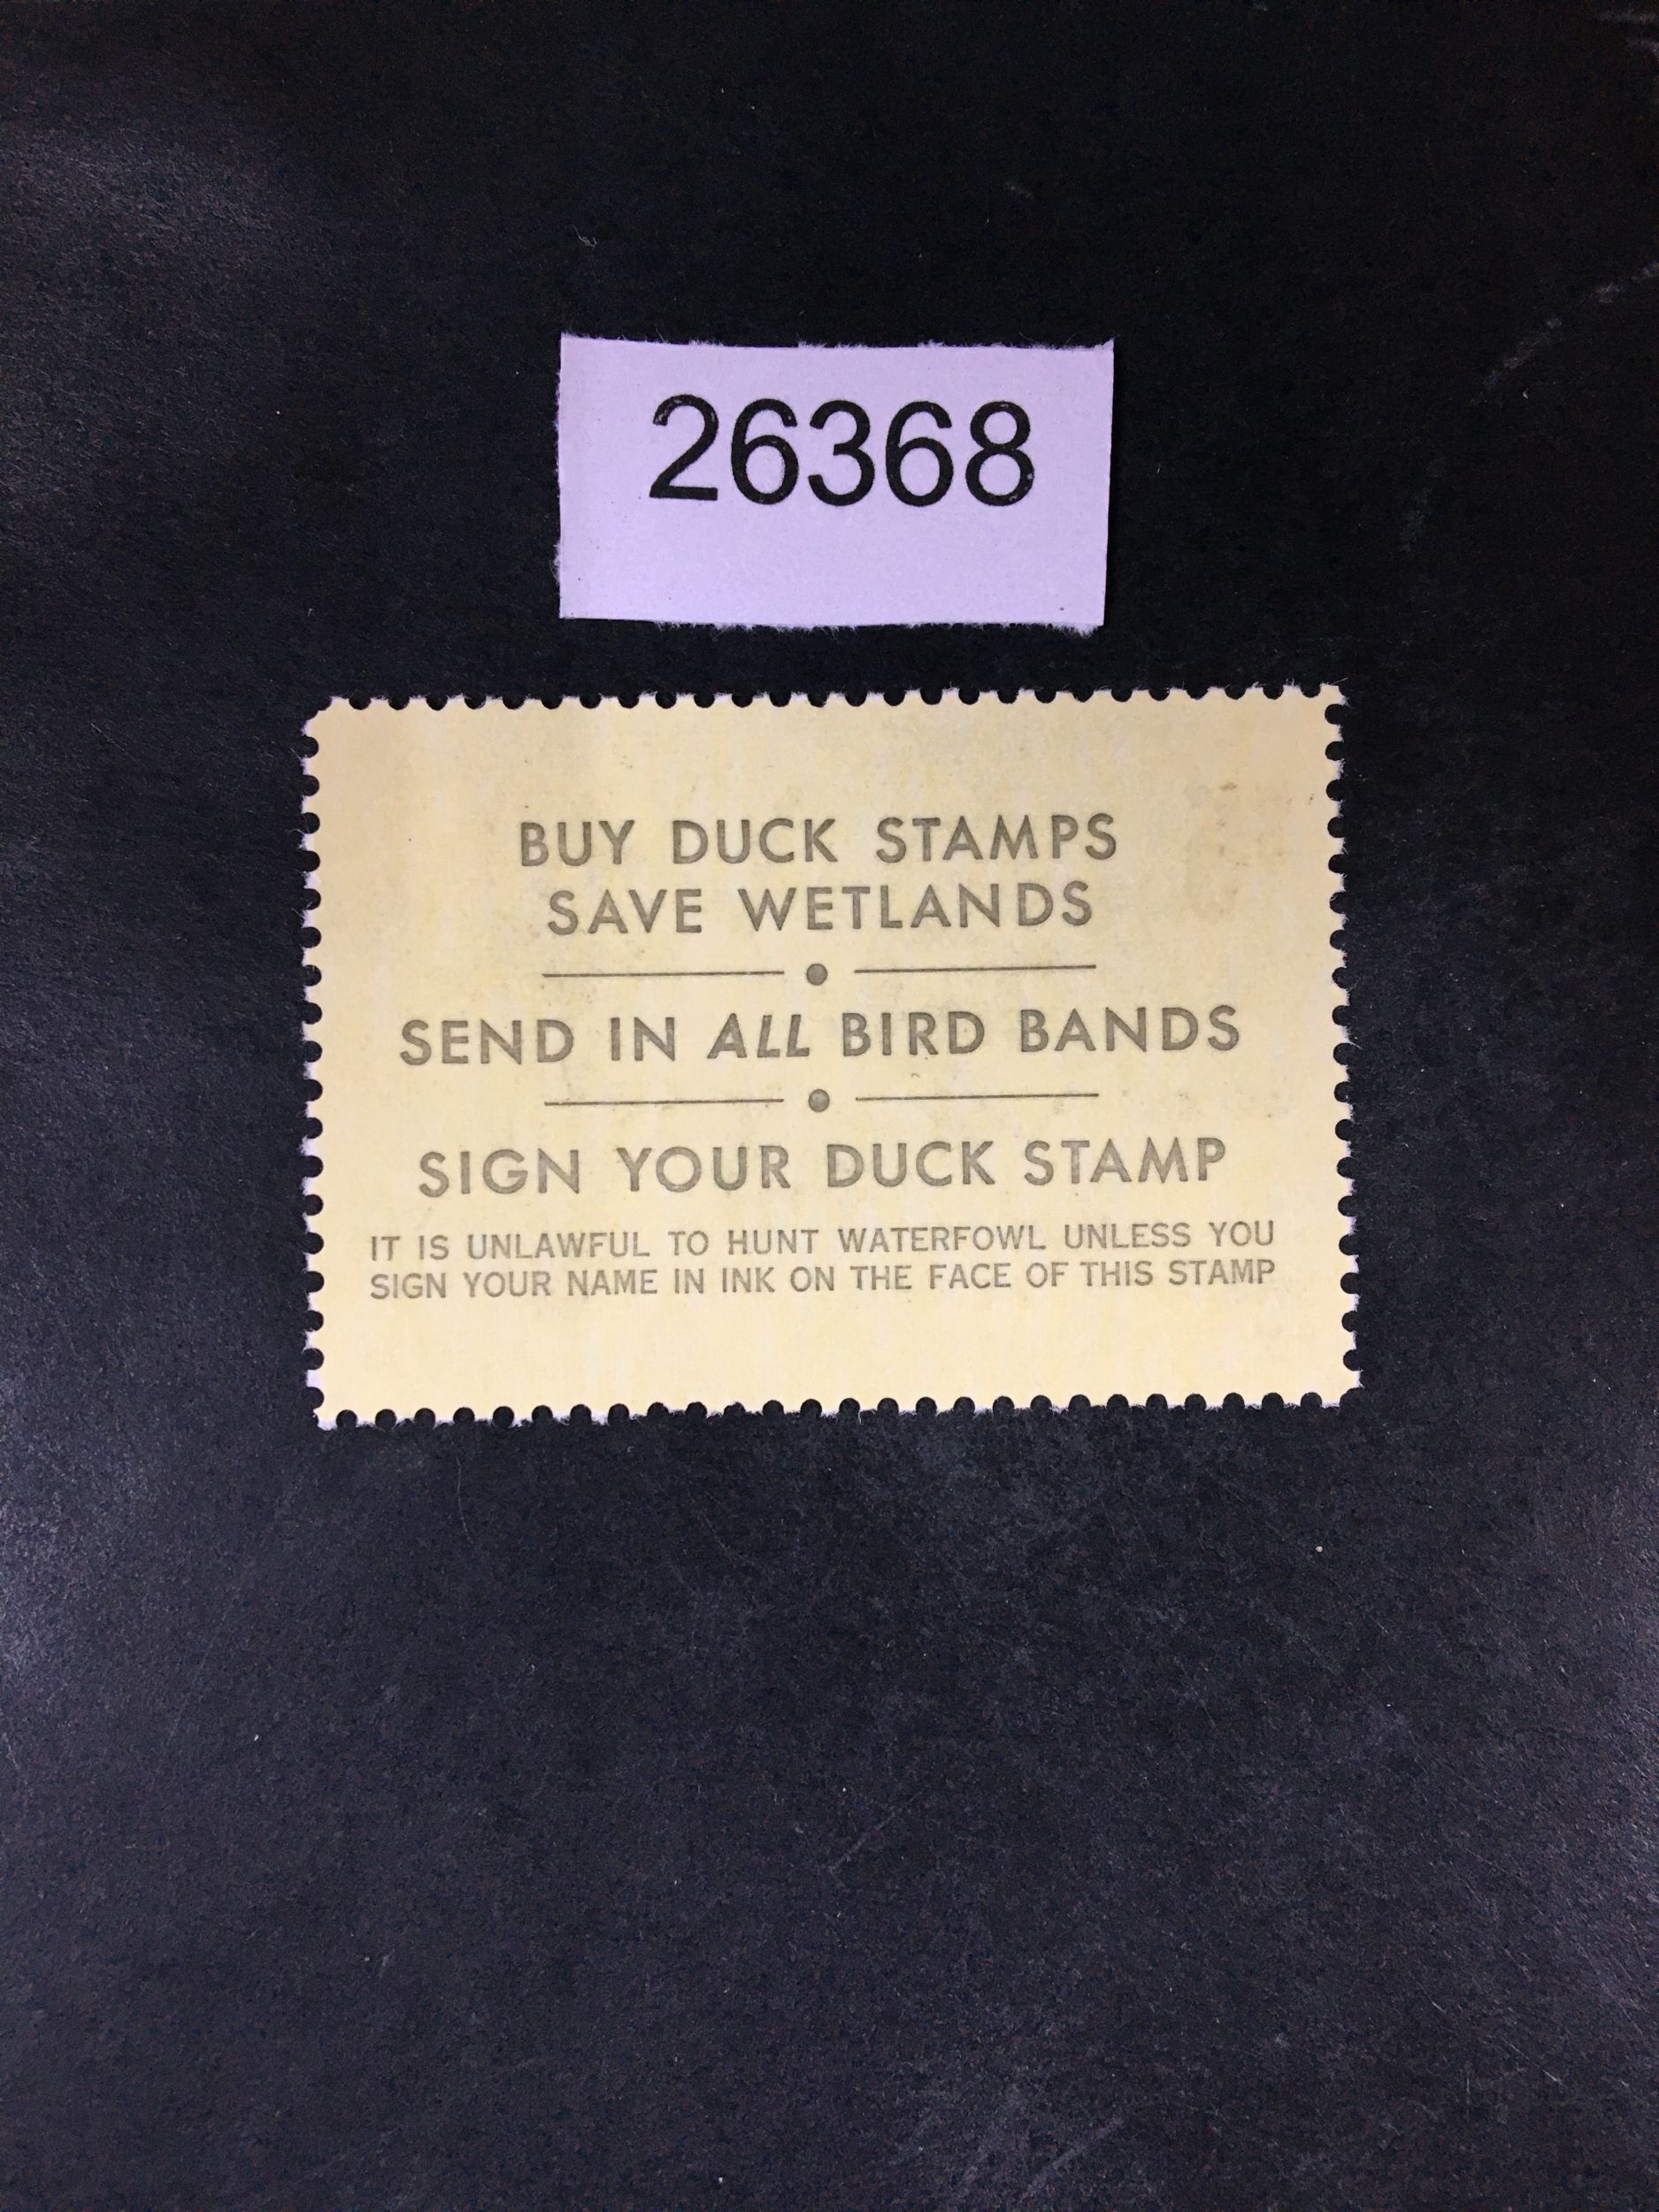 26368
BUY DUCK STAMPS
SAVE WETLANDS
SEND IN ALL BIRD BANDS
SIGN YOUR DUCK STAMP
IT IS UNLAWFUL TO HUNT WATERFOWL UNLESS YOU
SIGN YOUR NAME IN INK ON THE FACE OF THIS STAMP